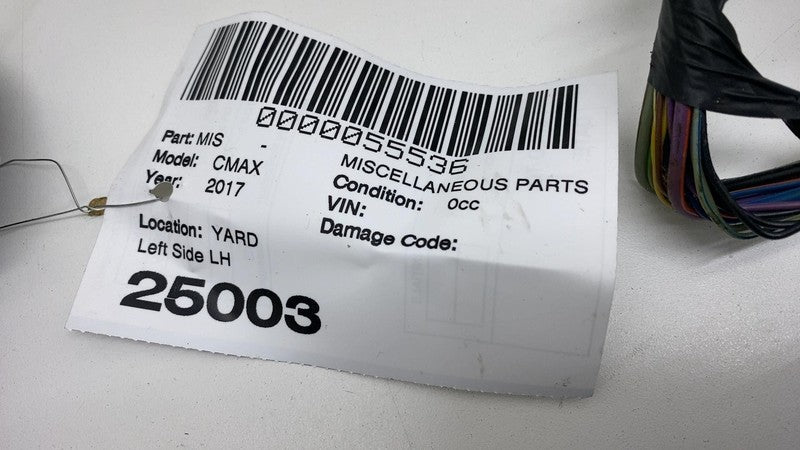 0000055536
Part: MIS - MISCELLANEOUS PARTS
Model: CMAX Condition: 0cc
Year: 2017 VIN:
Damage Code:
Location: YARD
Left Side LH
25003